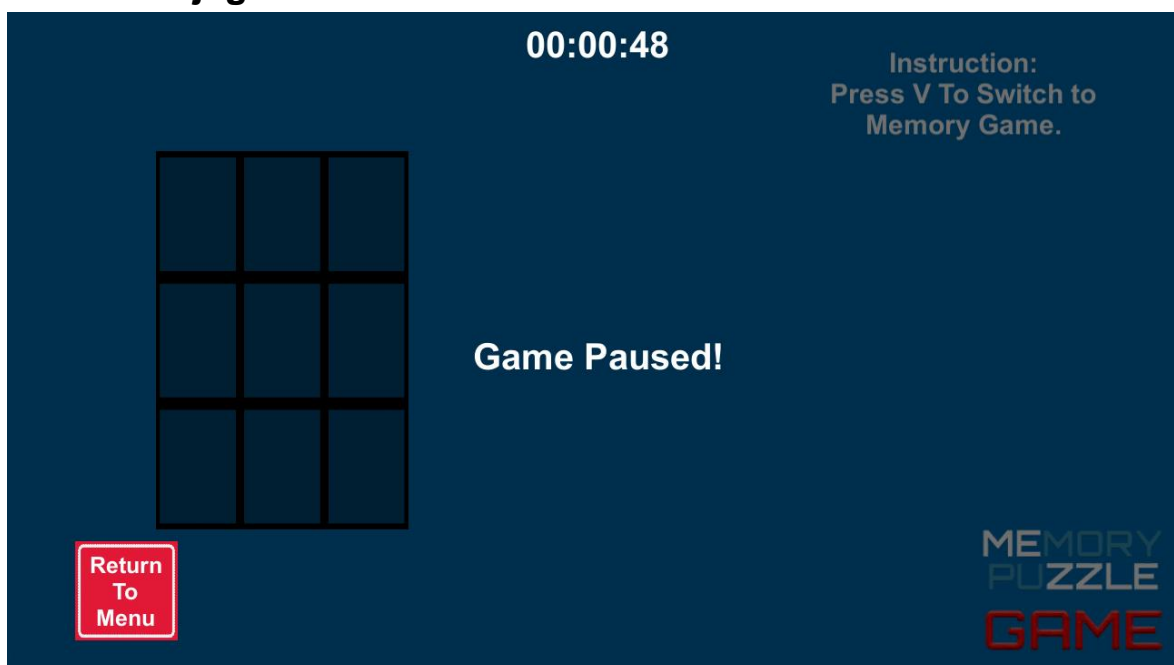 00:00:48
Instruction:
Press V To Switch to
Memory Game.
Game Paused!
Return
To
Menu
MEMORY
PUZZLE
GAME